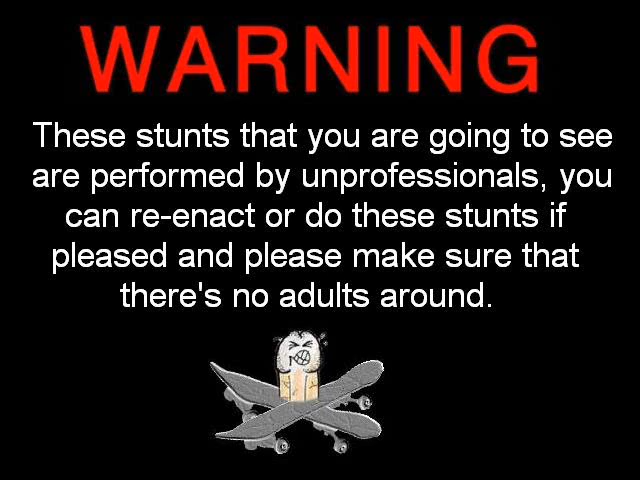 WARNING
These stunts that you are going to see
are performed by unprofessionals, you
can re-enact or do these stunts if
pleased and please make sure that
there's no adults around.